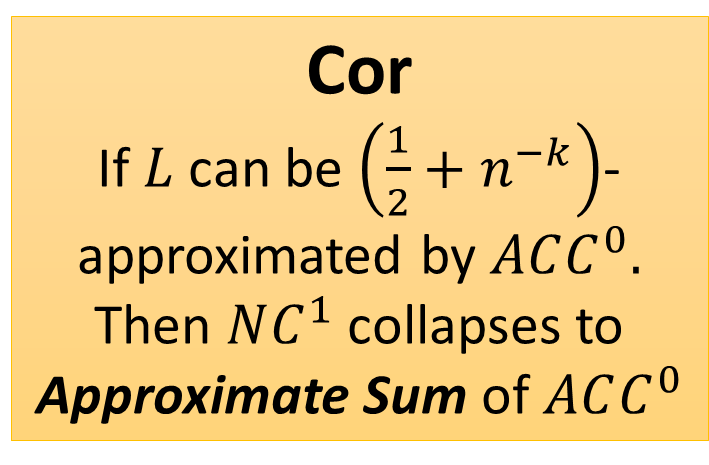 Cor
If L can be (1/2 + n^{-k})-
approximated by ACC^0.
Then NC^1 collapses to
Approximate Sum of ACC^0